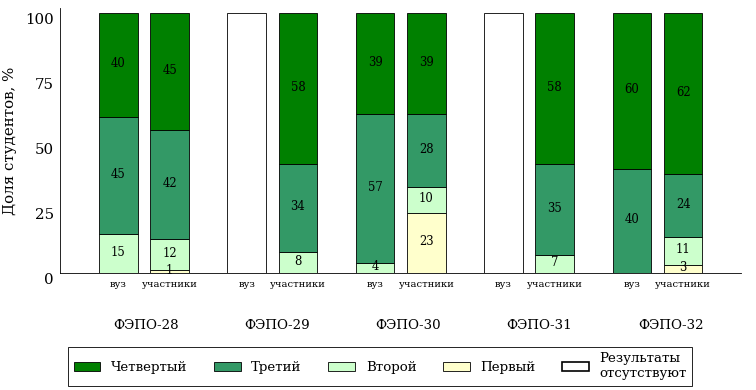 Доля студентов, %
100
75
50
25
0
40 45 58 39 39 58 60 62
45 42 34 57 28 35 40 24
15 12 8 4 10 7 11
1 23 3
вуз участники вуз участники вуз участники вуз участники вуз участники
ФЭПО-28 ФЭПО-29 ФЭПО-30 ФЭПО-31 ФЭПО-32
Четвертый Третий Второй Первый Результаты
отсутствуют